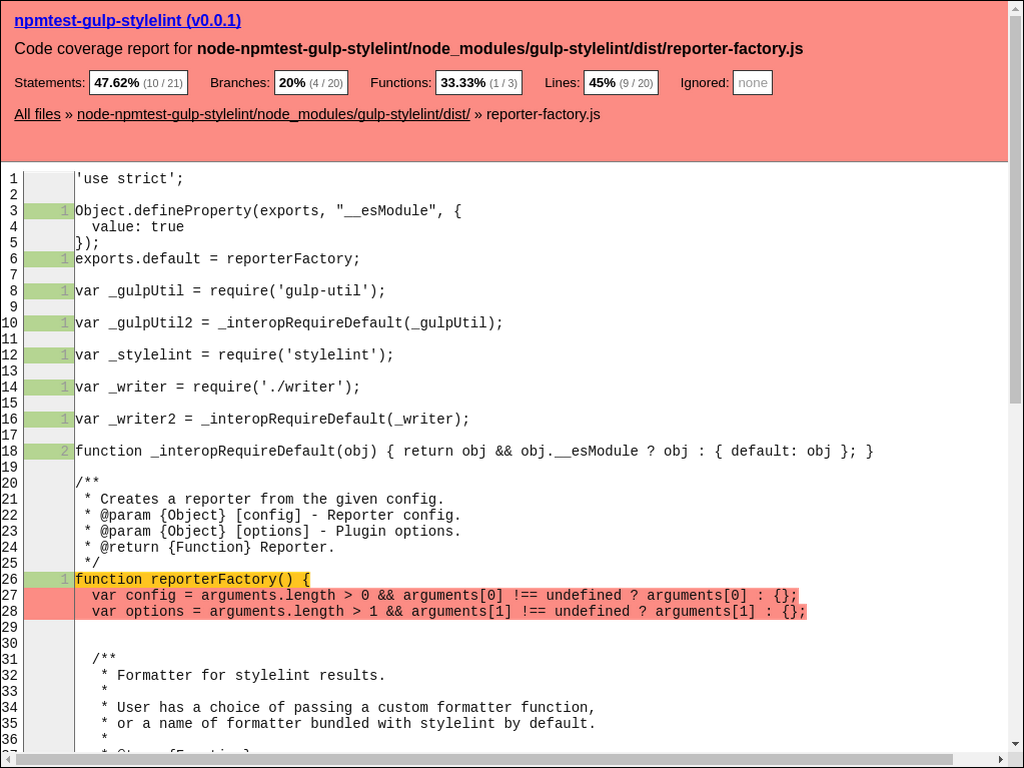 npmtest-gulp-stylelint (v0.0.1)
Code coverage report for node-npmtest-gulp-stylelint/node_modules/gulp-stylelint/dist/reporter-factory.js
Statements: 47.62% (10 / 21) Branches: 20% (4 / 20) Functions: 33.33% (1 / 3) Lines: 45% (9 / 20) Ignored: none
All files » node-npmtest-gulp-stylelint/node_modules/gulp-stylelint/dist/ » reporter-factory.js
1 'use strict';
2
3 1 Object.defineProperty(exports, "__esModule", {
4 value: true
5 });
6 1 exports.default = reporterFactory;
7
8 1 var _gulpUtil = require('gulp-util');
9
10 1 var _gulpUtil2 = _interopRequireDefault(_gulpUtil);
11
12 1 var _stylelint = require('stylelint');
13
14 1 var _writer = require('./writer');
15
16 1 var _writer2 = _interopRequireDefault(_writer);
17
18 2 function _interopRequireDefault(obj) { return obj && obj.__esModule ? obj : { default: obj }; }
19
20 /**
21 * Creates a reporter from the given config.
22 * @param {Object} [config] - Reporter config.
23 * @param {Object} [options] - Plugin options.
24 * @return {Function} Reporter.
25 */
26 1 function reporterFactory() {
27 var config = arguments.length > 0 && arguments[0] !== undefined ? arguments[0] : {};
28 var options = arguments.length > 1 && arguments[1] !== undefined ? arguments[1] : {};
29
30
31 /**
32 * Formatter for stylelint results.
33 *
34 * User has a choice of passing a custom formatter function,
35 * or a name of formatter bundled with stylelint by default.
36 *